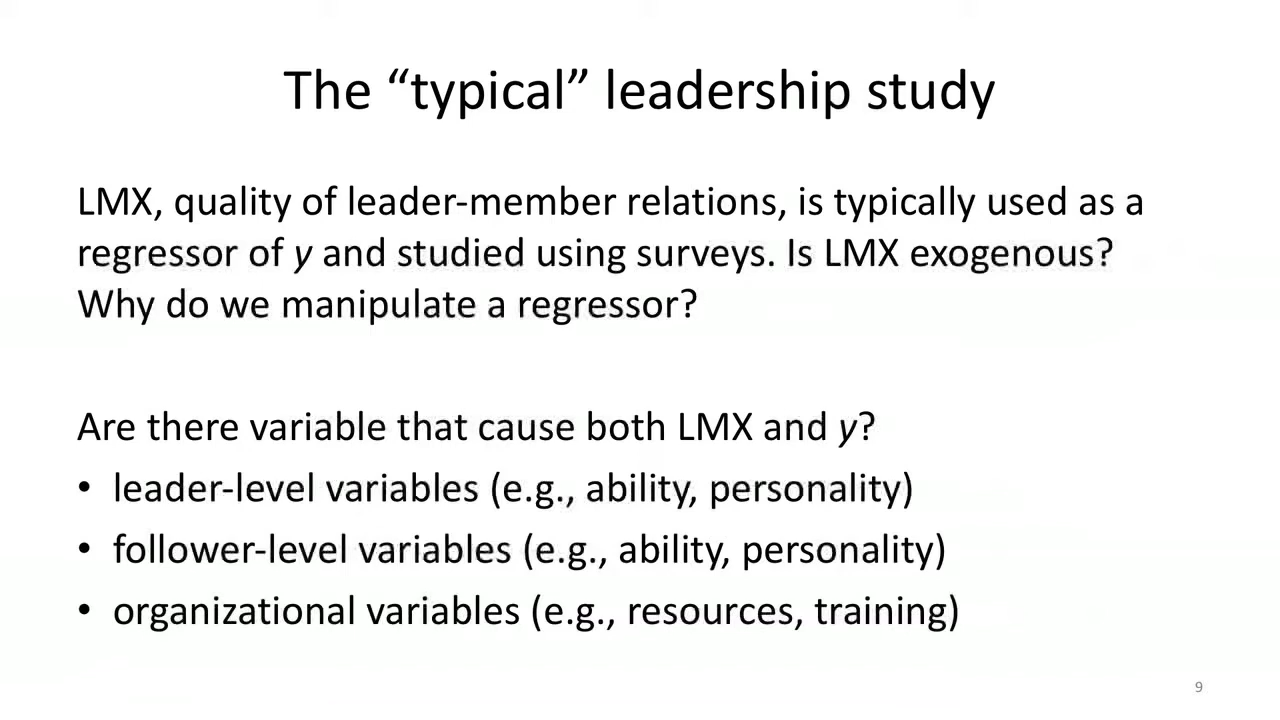 The “typical” leadership study
LMX, quality of leader-member relations, is typically used as a
regressor of y and studied using surveys. Is LMX exogenous?
Why do we manipulate a regressor?
Are there variable that cause both LMX and y?
• leader-level variables (e.g., ability, personality)
• follower-level variables (e.g., ability, personality)
• organizational variables (e.g., resources, training)
9